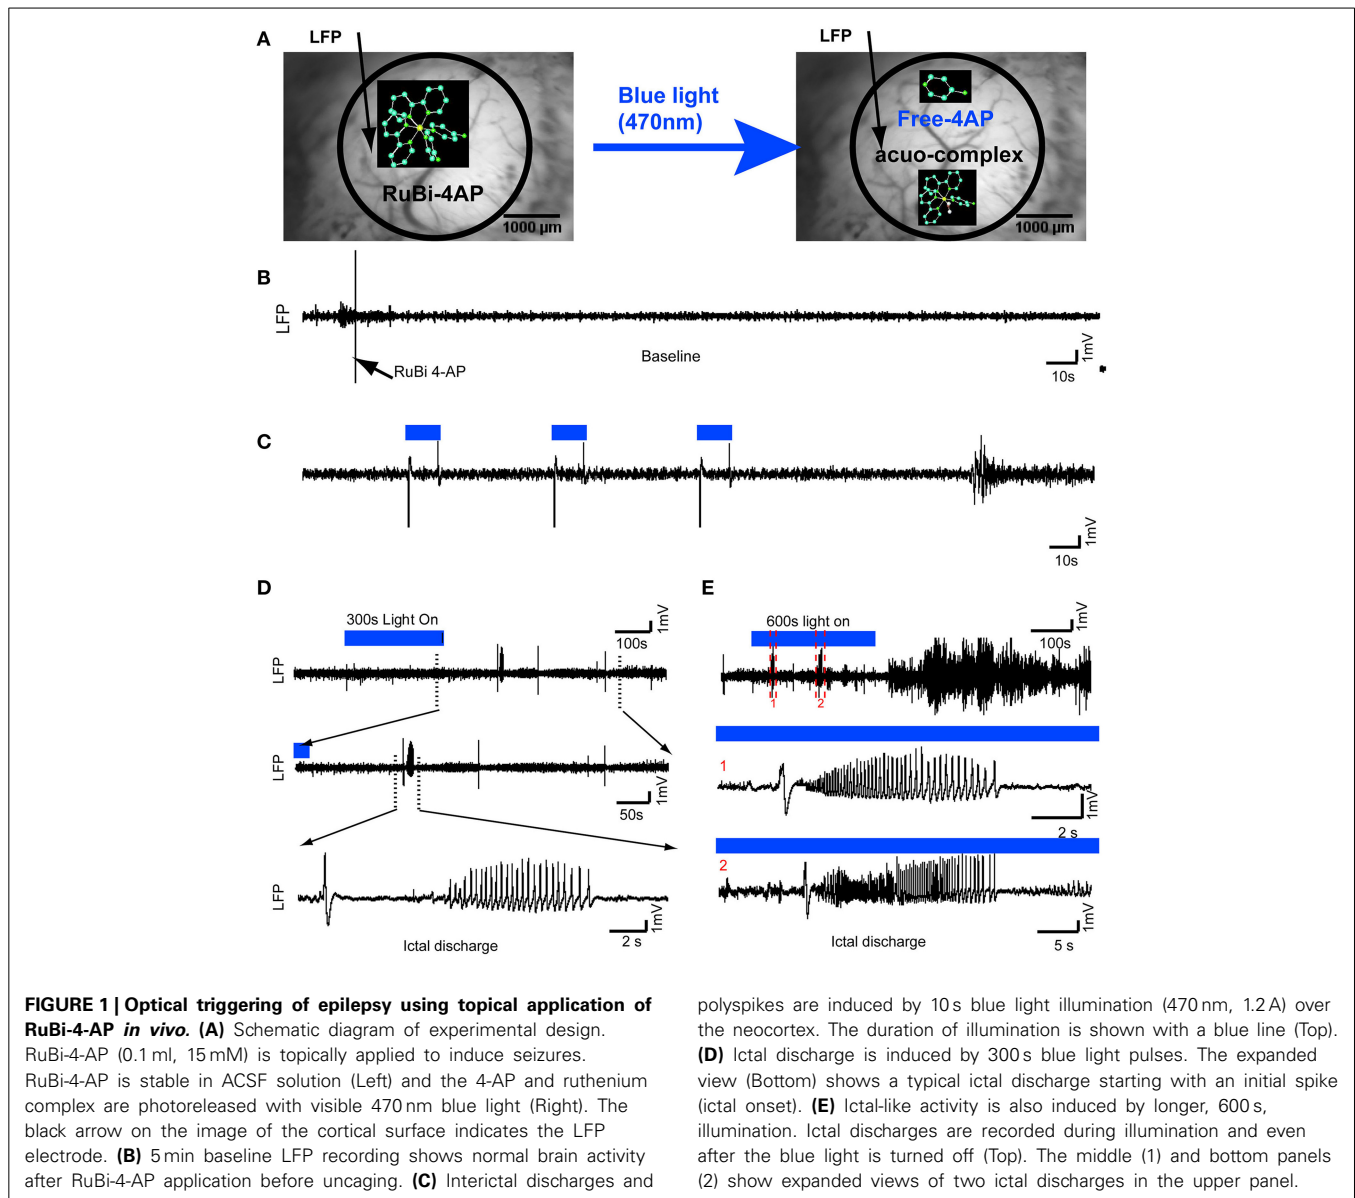 A
LFP
RuBi-4AP
1000 µm
Blue light
(470nm)
LFP
Free-4AP
acuo-complex
1000 µm
B
LFP
RuBi 4-AP
Baseline
1mV
10s
C
1mV
10s
D
300s Light On
1mV
100s
LFP
LFP
1mV
50s
LFP
1mV
2 s
Ictal discharge
E
600s light on
1mV
100s
LFP
1
2
1
1mV
2 s
2
1mV
5 s
Ictal discharge
FIGURE 1 | Optical triggering of epilepsy using topical application of
RuBi-4-AP in vivo. (A) Schematic diagram of experimental design.
RuBi-4-AP (0.1 ml, 15 mM) is topically applied to induce seizures.
RuBi-4-AP is stable in ACSF solution (Left) and the 4-AP and ruthenium
complex are photoreleased with visible 470 nm blue light (Right). The
black arrow on the image of the cortical surface indicates the LFP
electrode. (B) 5 min baseline LFP recording shows normal brain activity
after RuBi-4-AP application before uncaging. (C) Interictal discharges and
polyspikes are induced by 10 s blue light illumination (470 nm, 1.2 A) over
the neocortex. The duration of illumination is shown with a blue line (Top).
(D) Ictal discharge is induced by 300 s blue light pulses. The expanded
view (Bottom) shows a typical ictal discharge starting with an initial spike
(ictal onset). (E) Ictal-like activity is also induced by longer, 600 s,
illumination. Ictal discharges are recorded during illumination and even
after the blue light is turned off (Top). The middle (1) and bottom panels
(2) show expanded views of two ictal discharges in the upper panel.